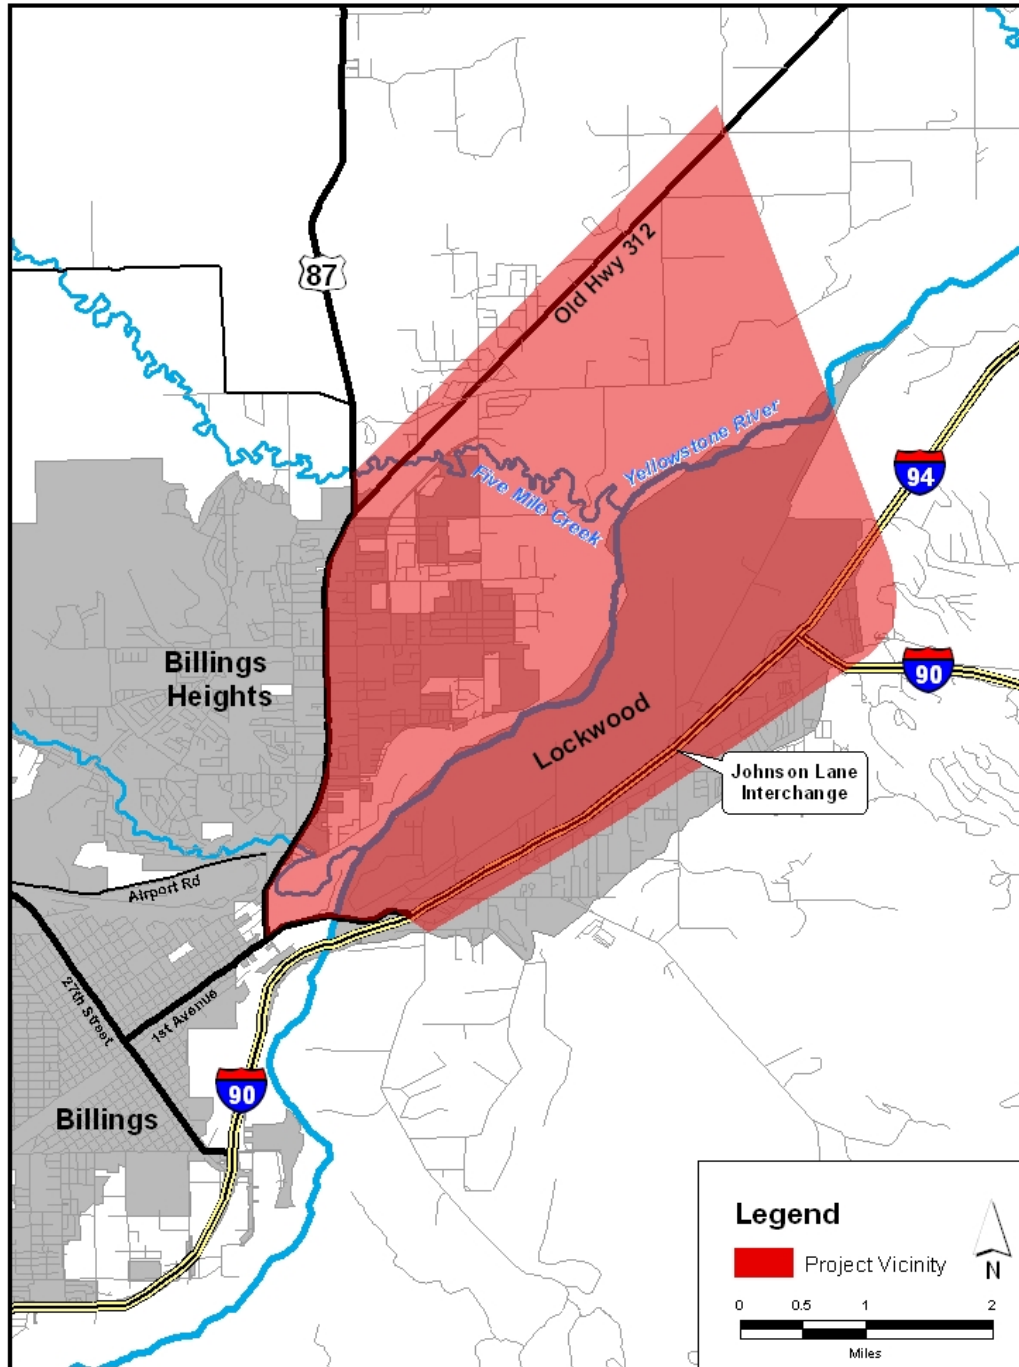 87
Old Hwy 312
Yellowstone River
Five Mile Creek
94
Billings
Heights
90
Lockwood
Johnson Lane
Interchange
Airport Rd
27th Street
1st Avenue
90
Billings
Legend
Project Vicinity
N
0 0.5 1 2
Miles